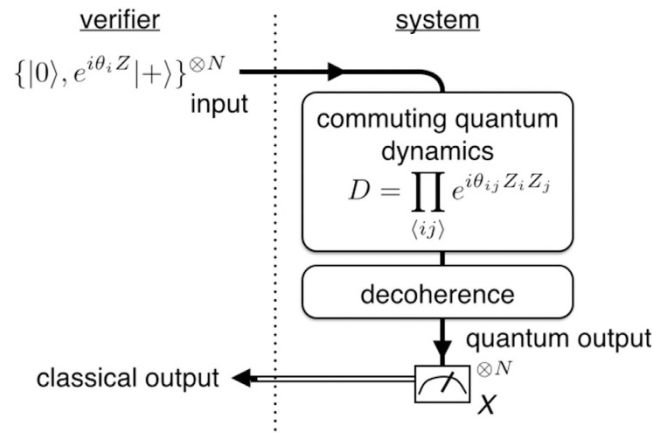 verifier
system
{|0⟩, e^{iθ_i Z}|+⟩}^{⊗N}
input
commuting quantum
dynamics
D = ∏_{⟨ij⟩} e^{iθ_{ij} Z_i Z_j}
decoherence
quantum output
classical output
⊗N
X